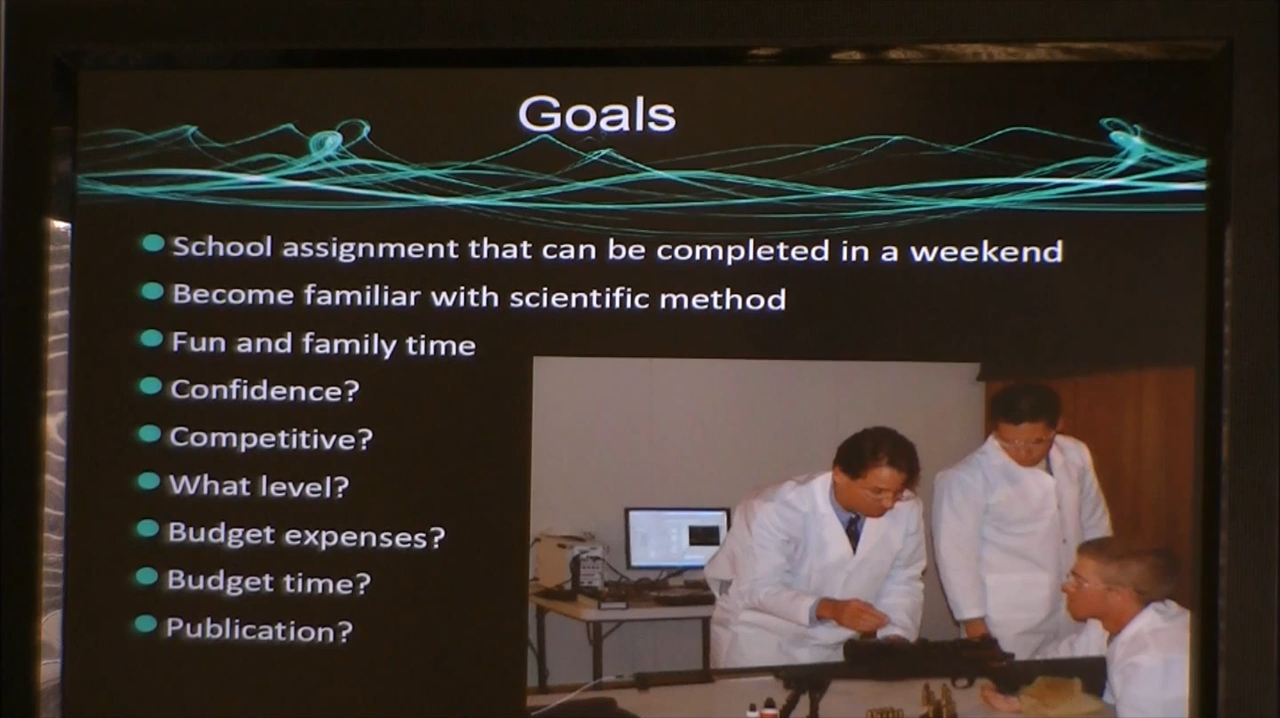 Goals
School assignment that can be completed in a weekend
Become familiar with scientific method
Fun and family time
Confidence?
Competitive?
What level?
Budget expenses?
Budget time?
Publication?